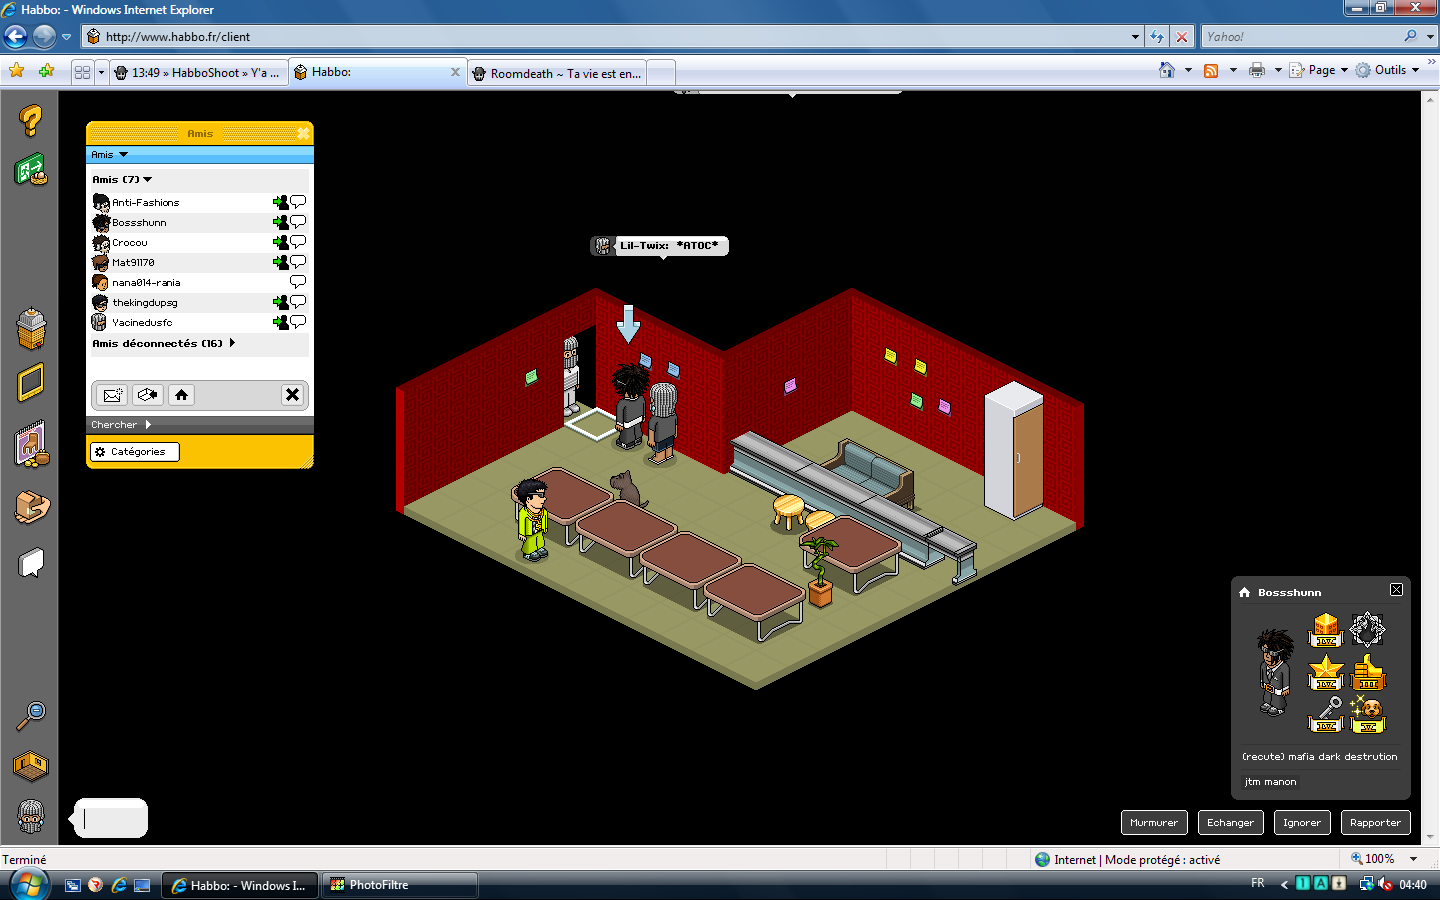 Habbo: - Windows Internet Explorer
http://www.habbo.fr/client
Yahoo!
13:49 » HabboShoot » Y'a ...
Habbo:
Roomdeath ~ Ta vie est en...
Page
Outils
Amis
Amis
Amis (7)
Anti-Fashions
Bossshunn
Crocou
Mat91170
nana014-rania
thekingdupsg
Yacinedusfc
Amis déconnectés (16)
Chercher
Catégories
Lil-Twix: *ATOC*
Bossshunn
(recute) mafia dark destrution
jtm manon
Murmurer
Echanger
Ignorer
Rapporter
Terminé
Internet | Mode protégé : activé
100%
Habbo: - Windows I...
PhotoFiltre
FR
04:40